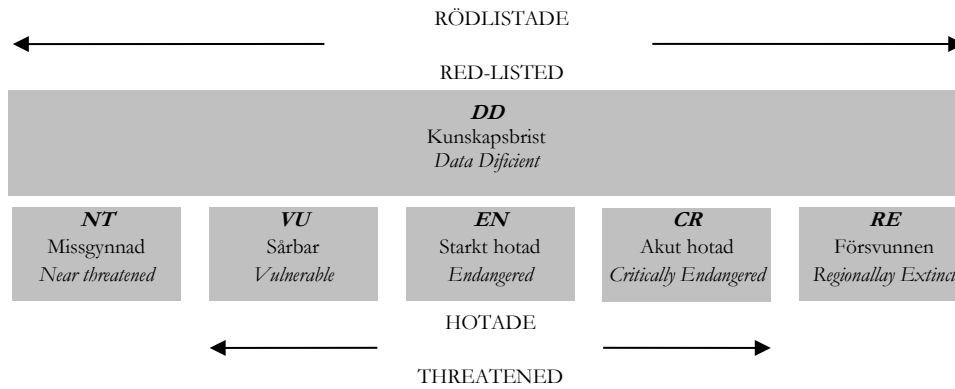 RÖDLISTADE
RED-LISTED
DD
Kunskapsbrist
Data Dificient
NT
Missgynnad
Near threatened
VU
Sårbar
Vulnerable
EN
Starkt hotad
Endangered
CR
Akut hotad
Critically Endangered
RE
Försvunnen
Regionallay Extinct
HOTADE
THREATENED